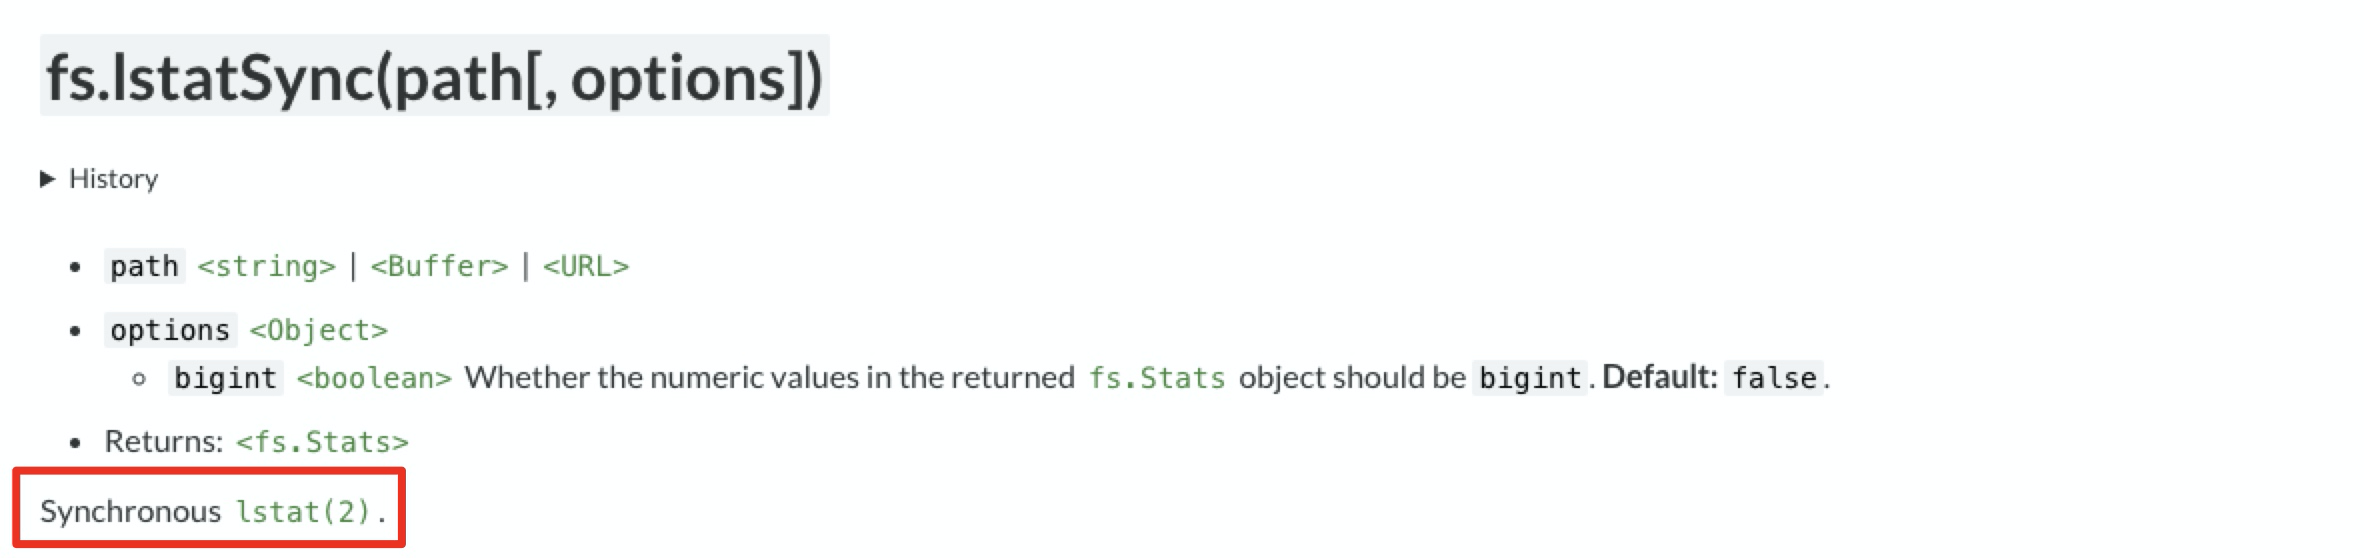 fs.lstatSync(path[, options])
▶ History
• path <string> | <Buffer> | <URL>
• options <Object>
◦ bigint <boolean> Whether the numeric values in the returned fs.Stats object should be bigint. Default: false.
• Returns: <fs.Stats>
Synchronous lstat(2).